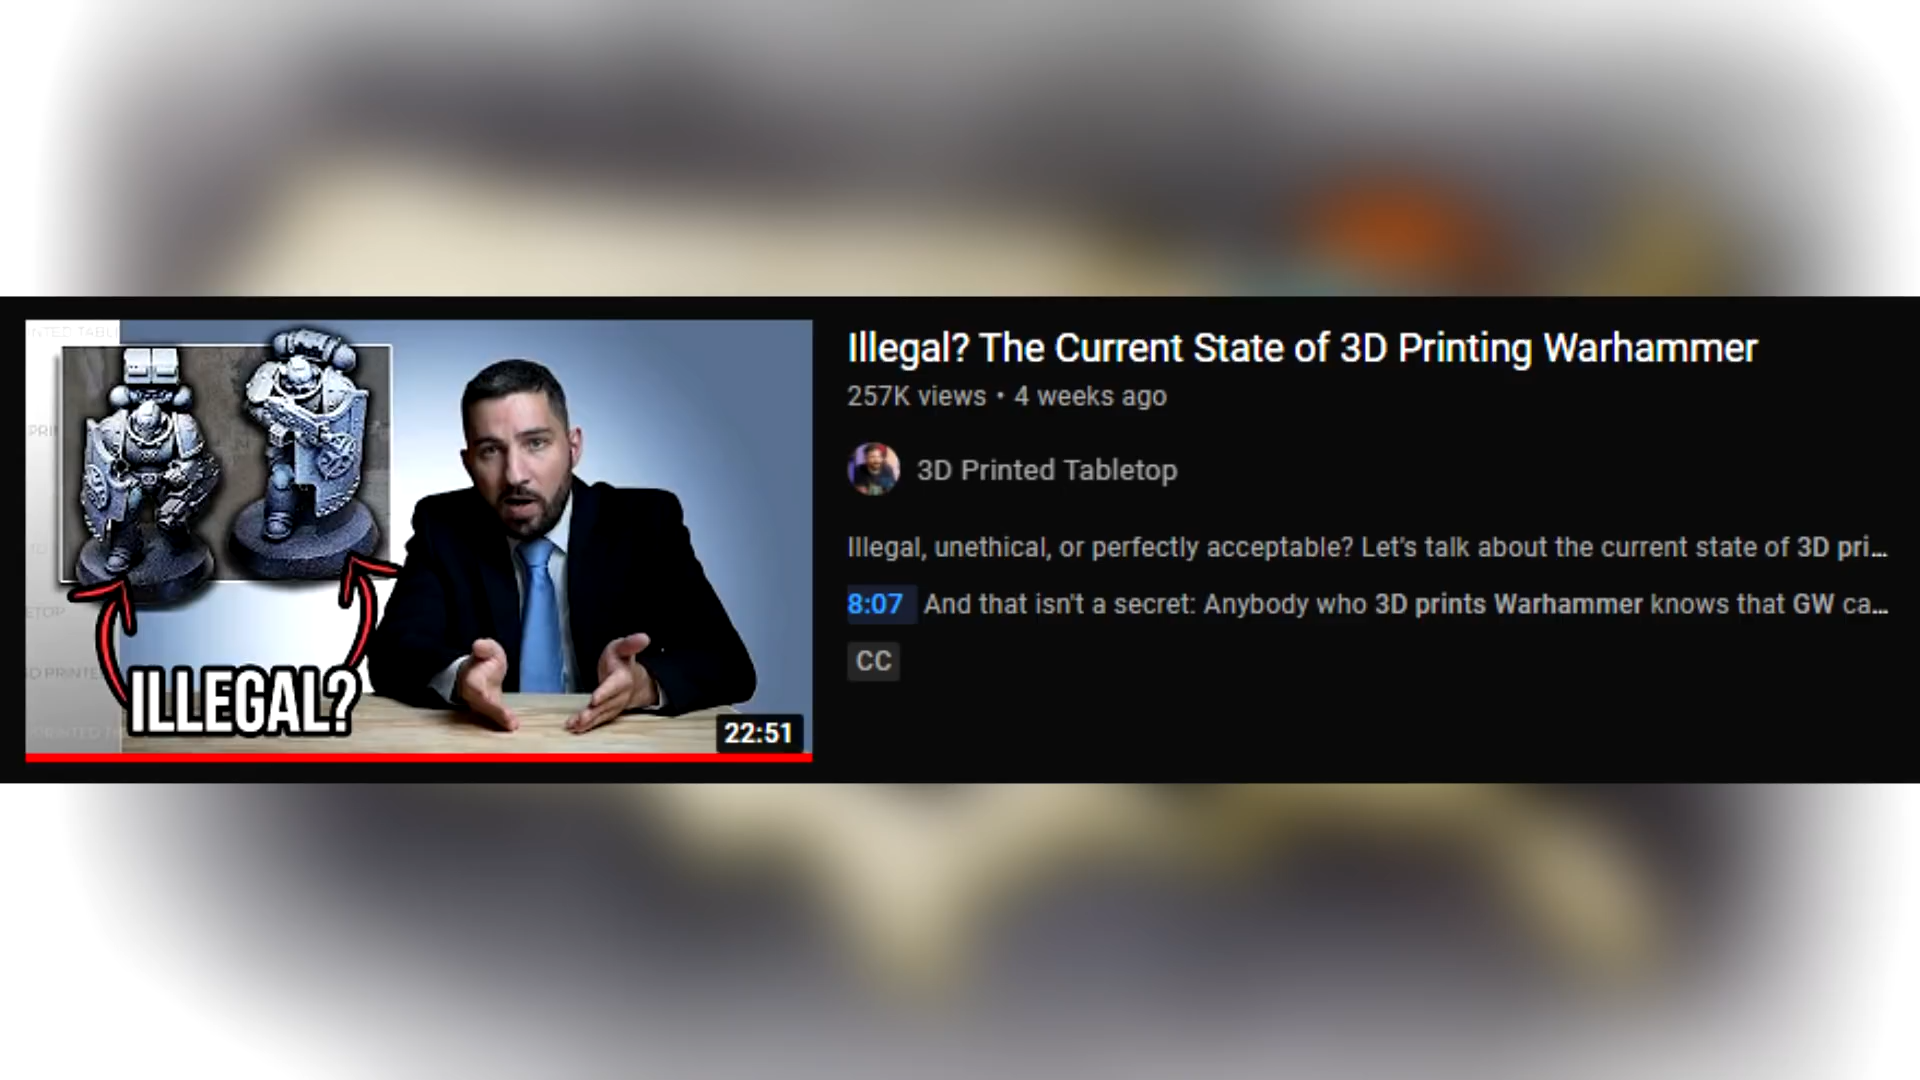 Illegal? The Current State of 3D Printing Warhammer
257K views • 4 weeks ago
3D Printed Tabletop
Illegal, unethical, or perfectly acceptable? Let's talk about the current state of 3D pri...
8:07 And that isn't a secret: Anybody who 3D prints Warhammer knows that GW ca...
CC
ILLEGAL?
22:51